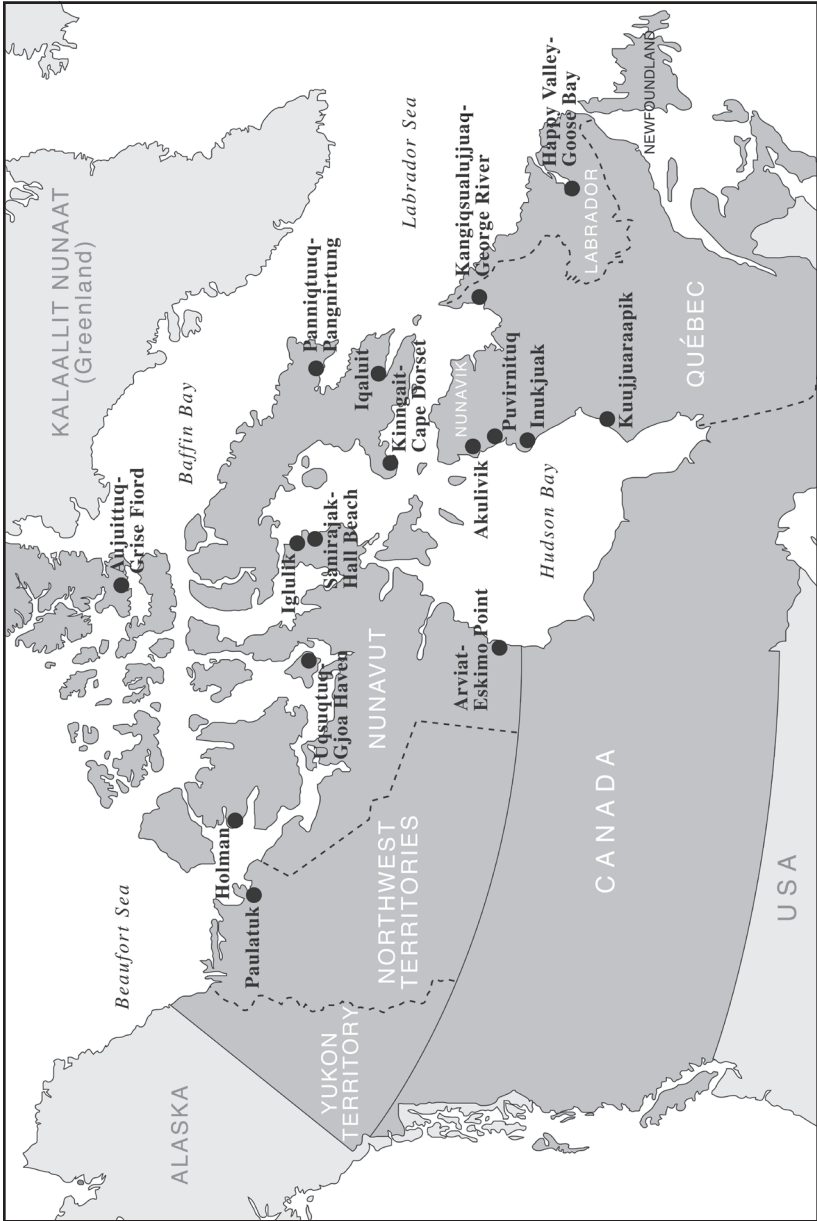 KALAALLIT NUNAAT
(Greenland)
Aujuittuq-
Grise Fiord
Baffin Bay
Beaufort Sea
ALASKA
Panniqtuuq-
Pangnirtung
Labrador Sea
Iglulik
Sanirajak-
Hall Beach
Iqaluit
Kinngait-
Cape Dorset
Holman
Uqsuqtuq-
Gjoa Haven
Paulatuk
NUNAVUT
YUKON
TERRITORY
NORTHWEST
TERRITORIES
Arviat-
Eskimo Point
Akulivik
NUNAVIK
Puvirnituq
Inukjuak
Kangiqsualujjuaq-
George River
Hudson Bay
Happy Valley-
Goose Bay
LABRADOR
NEWFOUNDLAND
Kuujjuaraapik
QUÉBEC
CANADA
USA